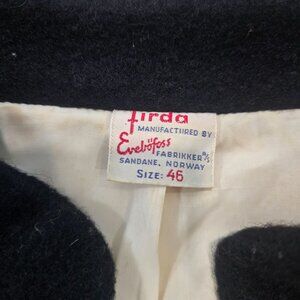 firda
MANUFACTURED BY
Eveböfoss
FABRIKKER A/S
SANDANE, NORWAY
SIZE: 46